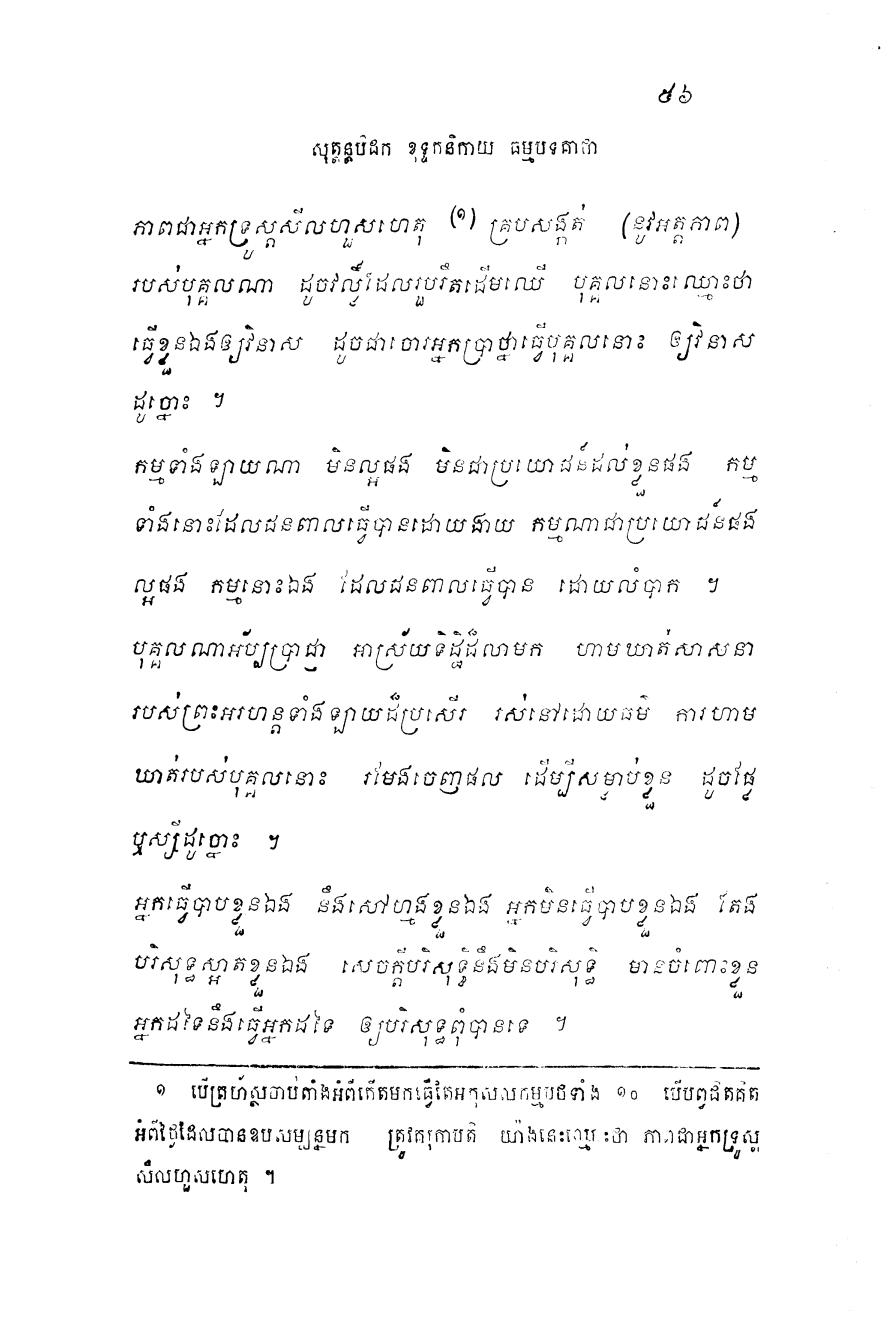 ៥៦
សុត្តន្តបិដក ខុទ្ទកនិកាយ ធម្មបទគាថា
ភាពជាអ្នកទ្រុស្តសីលហួសហេតុ (១) គ្របសង្កត់ (នូវអត្តភាព)
របស់បុគ្គលណា ដូចវល្លិ៍ដែលរួបរឹតដើមឈើ បុគ្គលនោះឈ្មោះថា
ធ្វើខ្លួនឯងឲ្យវិនាស ដូចជាចោរអ្នកប្រាថ្នាធ្វើបុគ្គលនោះ ឲ្យវិនាស
ដូច្នោះ ។
កម្មទាំងឡាយណា មិនល្អផង មិនជាប្រយោជន៍ដល់ខ្លួនផង កម្ម
ទាំងនោះដែលជនពាលធ្វើបានដោយងាយ កម្មណាជាប្រយោជន៍ផង
ល្អផង កម្មនោះឯង ដែលជនពាលធ្វើបាន ដោយលំបាក ។
បុគ្គលណាអ័ប្បប្រាជ្ញា អាស្រ័យទិដ្ឋិដ៏លាមក ហាមឃាត់សាសនា
របស់ព្រះអរហន្តទាំងឡាយដ៏ប្រសើរ រស់នៅដោយធម៌ ការហាម
ឃាត់របស់បុគ្គលនោះ រមែងចេញផល ដើម្បីសម្លាប់ខ្លួន ដូចផ្លែ
ឫស្សីដូច្នោះ ។
អ្នកធ្វើបាបខ្លួនឯង នឹងសៅហ្មងខ្លួនឯង អ្នកមិនធ្វើបាបខ្លួនឯង តែង
បរិសុទ្ធស្អាតខ្លួនឯង សេចក្តីបរិសុទ្ធិនឹងមិនបរិសុទ្ធិ មានចំពោះខ្លួន
អ្នកដទៃនឹងធ្វើអ្នកដទៃ ឲ្យបរិសុទ្ធពុំបានទេ ។
១ បើគ្រហស្ថចាប់តាំងអំពីកើតមកធ្វើតែអកុសលកម្មបថទាំង ១០ បើបព្វជិតគិត
អំពីថ្ងៃដែលបានឧបសម្បន្នមក ត្រូវគរុកាបត្តិ យ៉ាងនេះឈ្មោះថា ភាពជាអ្នកទ្រុស្ត
សីលហួសហេតុ ។